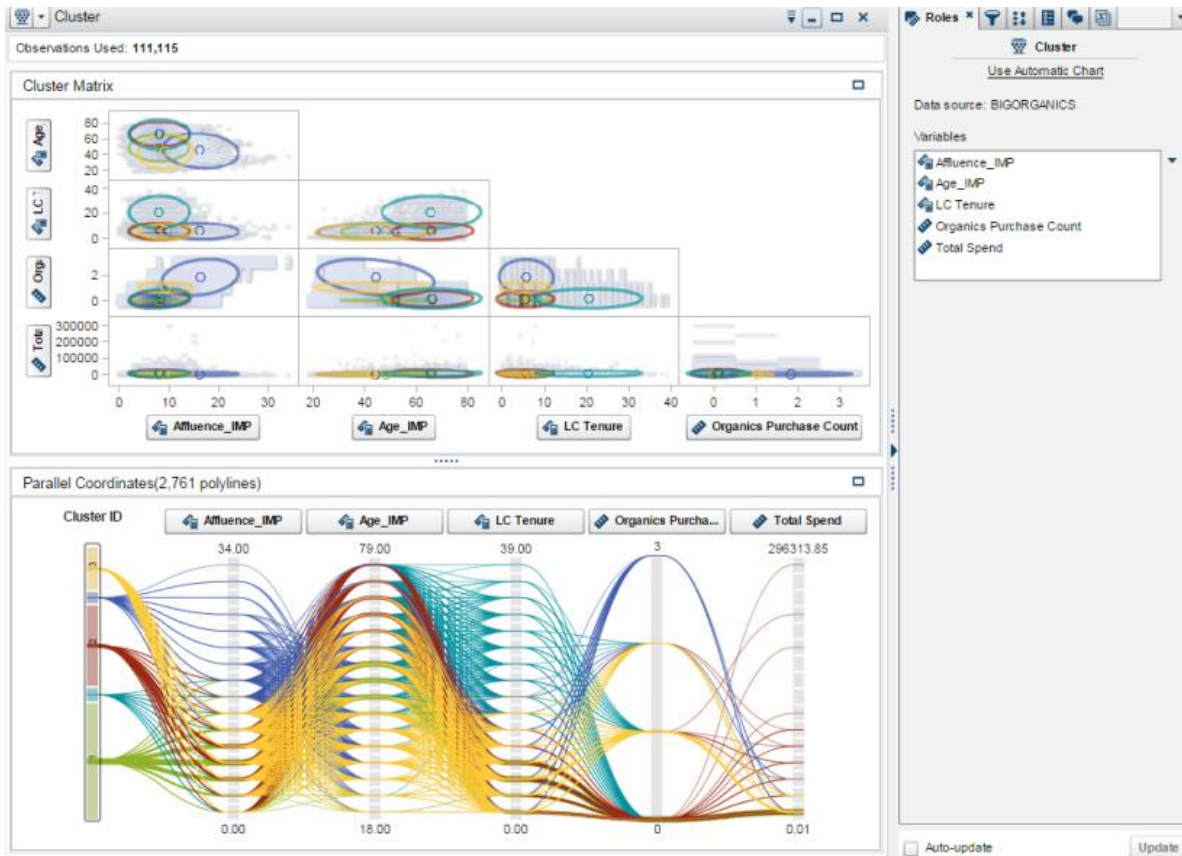 Cluster
Observations Used: 111,115
Cluster Matrix
Age
80
60
40
20
LC T
40
20
0
Orga
2
0
Tota
300000
200000
100000
0
0 10 20 30 20 40 60 80 0 10 20 30 40 0 1 2 3
Affluence_IMP Age_IMP LC Tenure Organics Purchase Count
Parallel Coordinates(2,761 polylines)
Cluster ID Affluence_IMP Age_IMP LC Tenure Organics Purcha... Total Spend
34.00 79.00 39.00 3 296313.85
3
2
0.00 18.00 0.00 0 0.01
Roles
Cluster
Use Automatic Chart
Data source: BIGORGANICS
Variables
Affluence_IMP
Age_IMP
LC Tenure
Organics Purchase Count
Total Spend
Auto-update Update